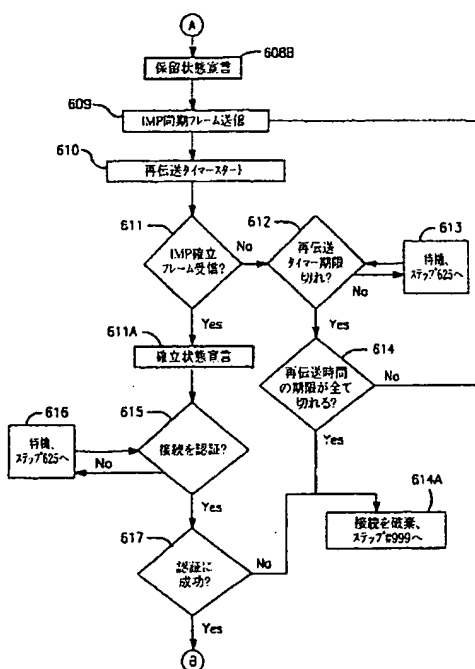 A
608B
保留状態宣言
609
IMP同期フレーム送信
610
再伝送タイマースタート
611
IMP確立
フレーム受信?
No
Yes
612
再伝送
タイマー期限
切れ?
No
Yes
613
待機、
ステップ625へ
611A
確立状態宣言
614
再伝送時間
の期限が全て
切れる?
No
Yes
616
待機、
ステップ625へ
615
接続を認証?
No
Yes
614A
接続を破棄、
ステップ999へ
617
認証に
成功?
No
Yes
B